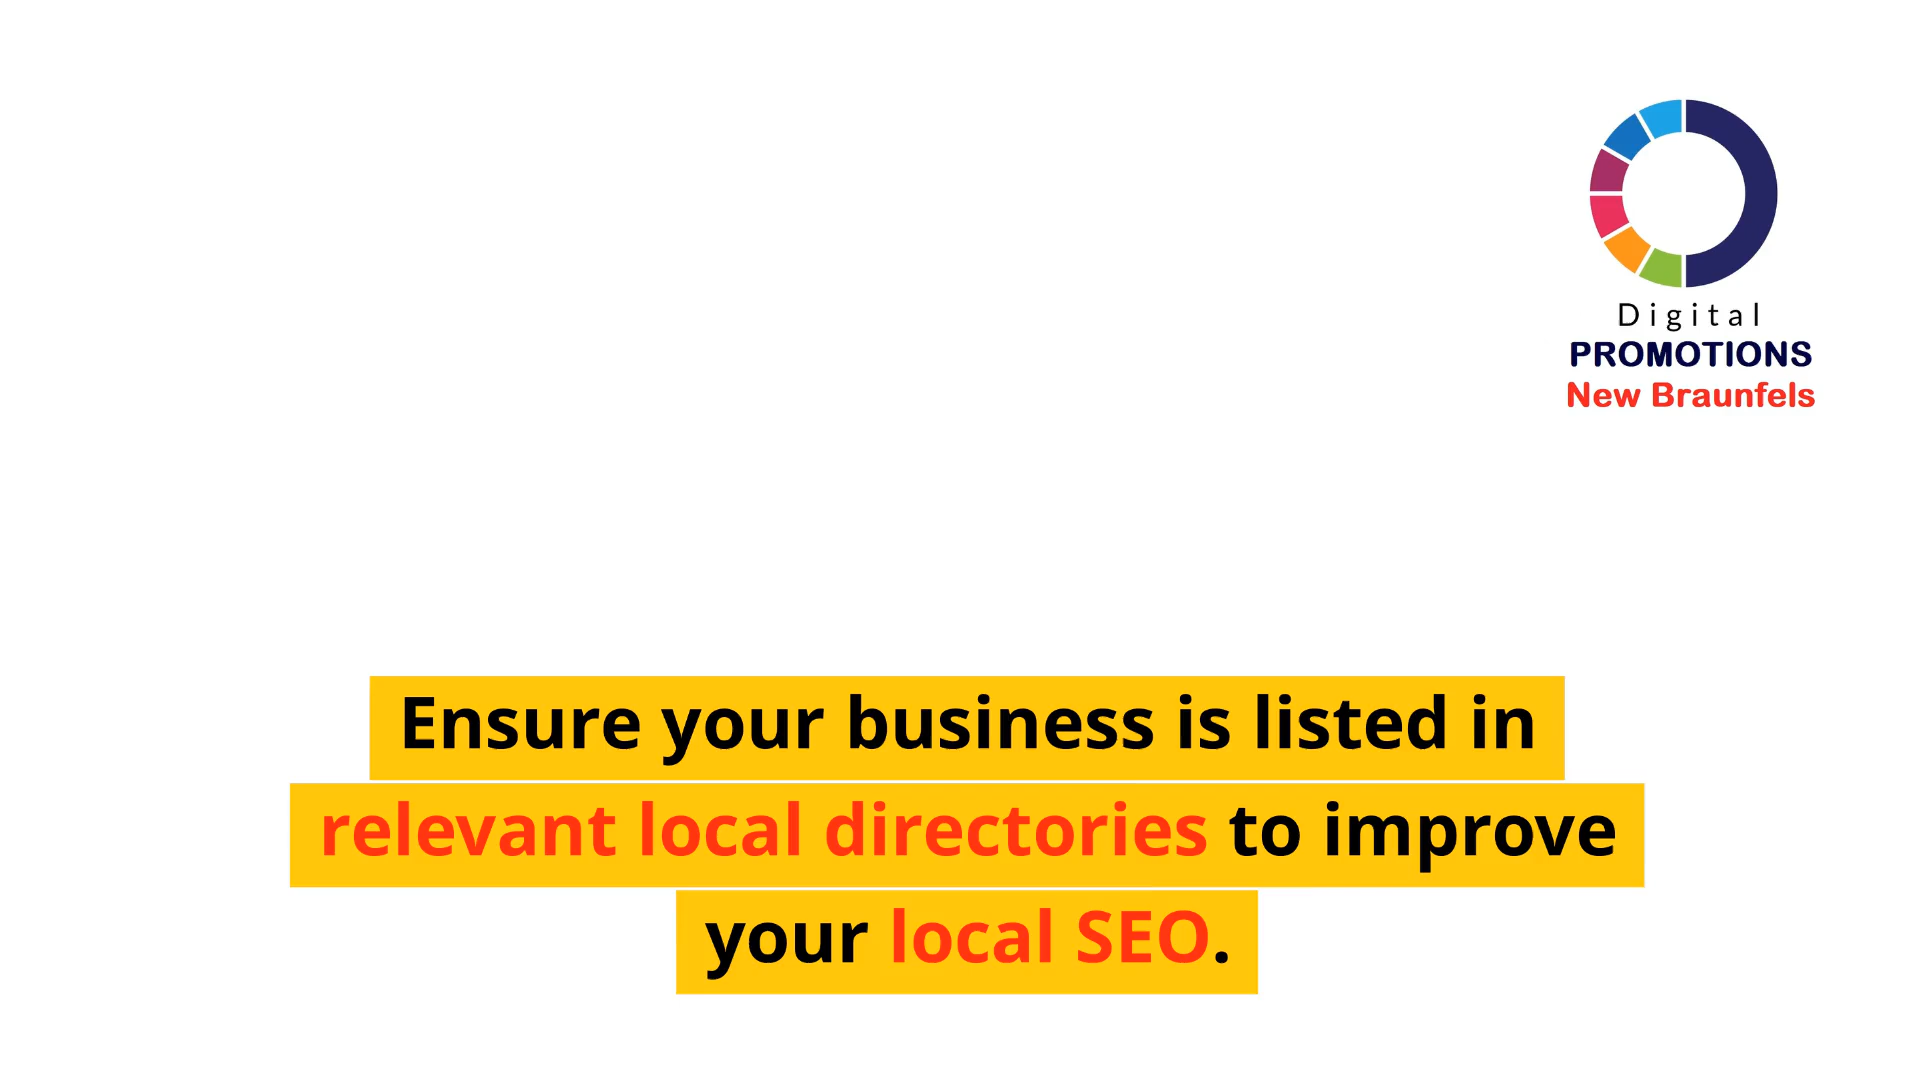 Digital
PROMOTIONS
New Braunfels
Ensure your business is listed in
relevant local directories to improve
your local SEO.